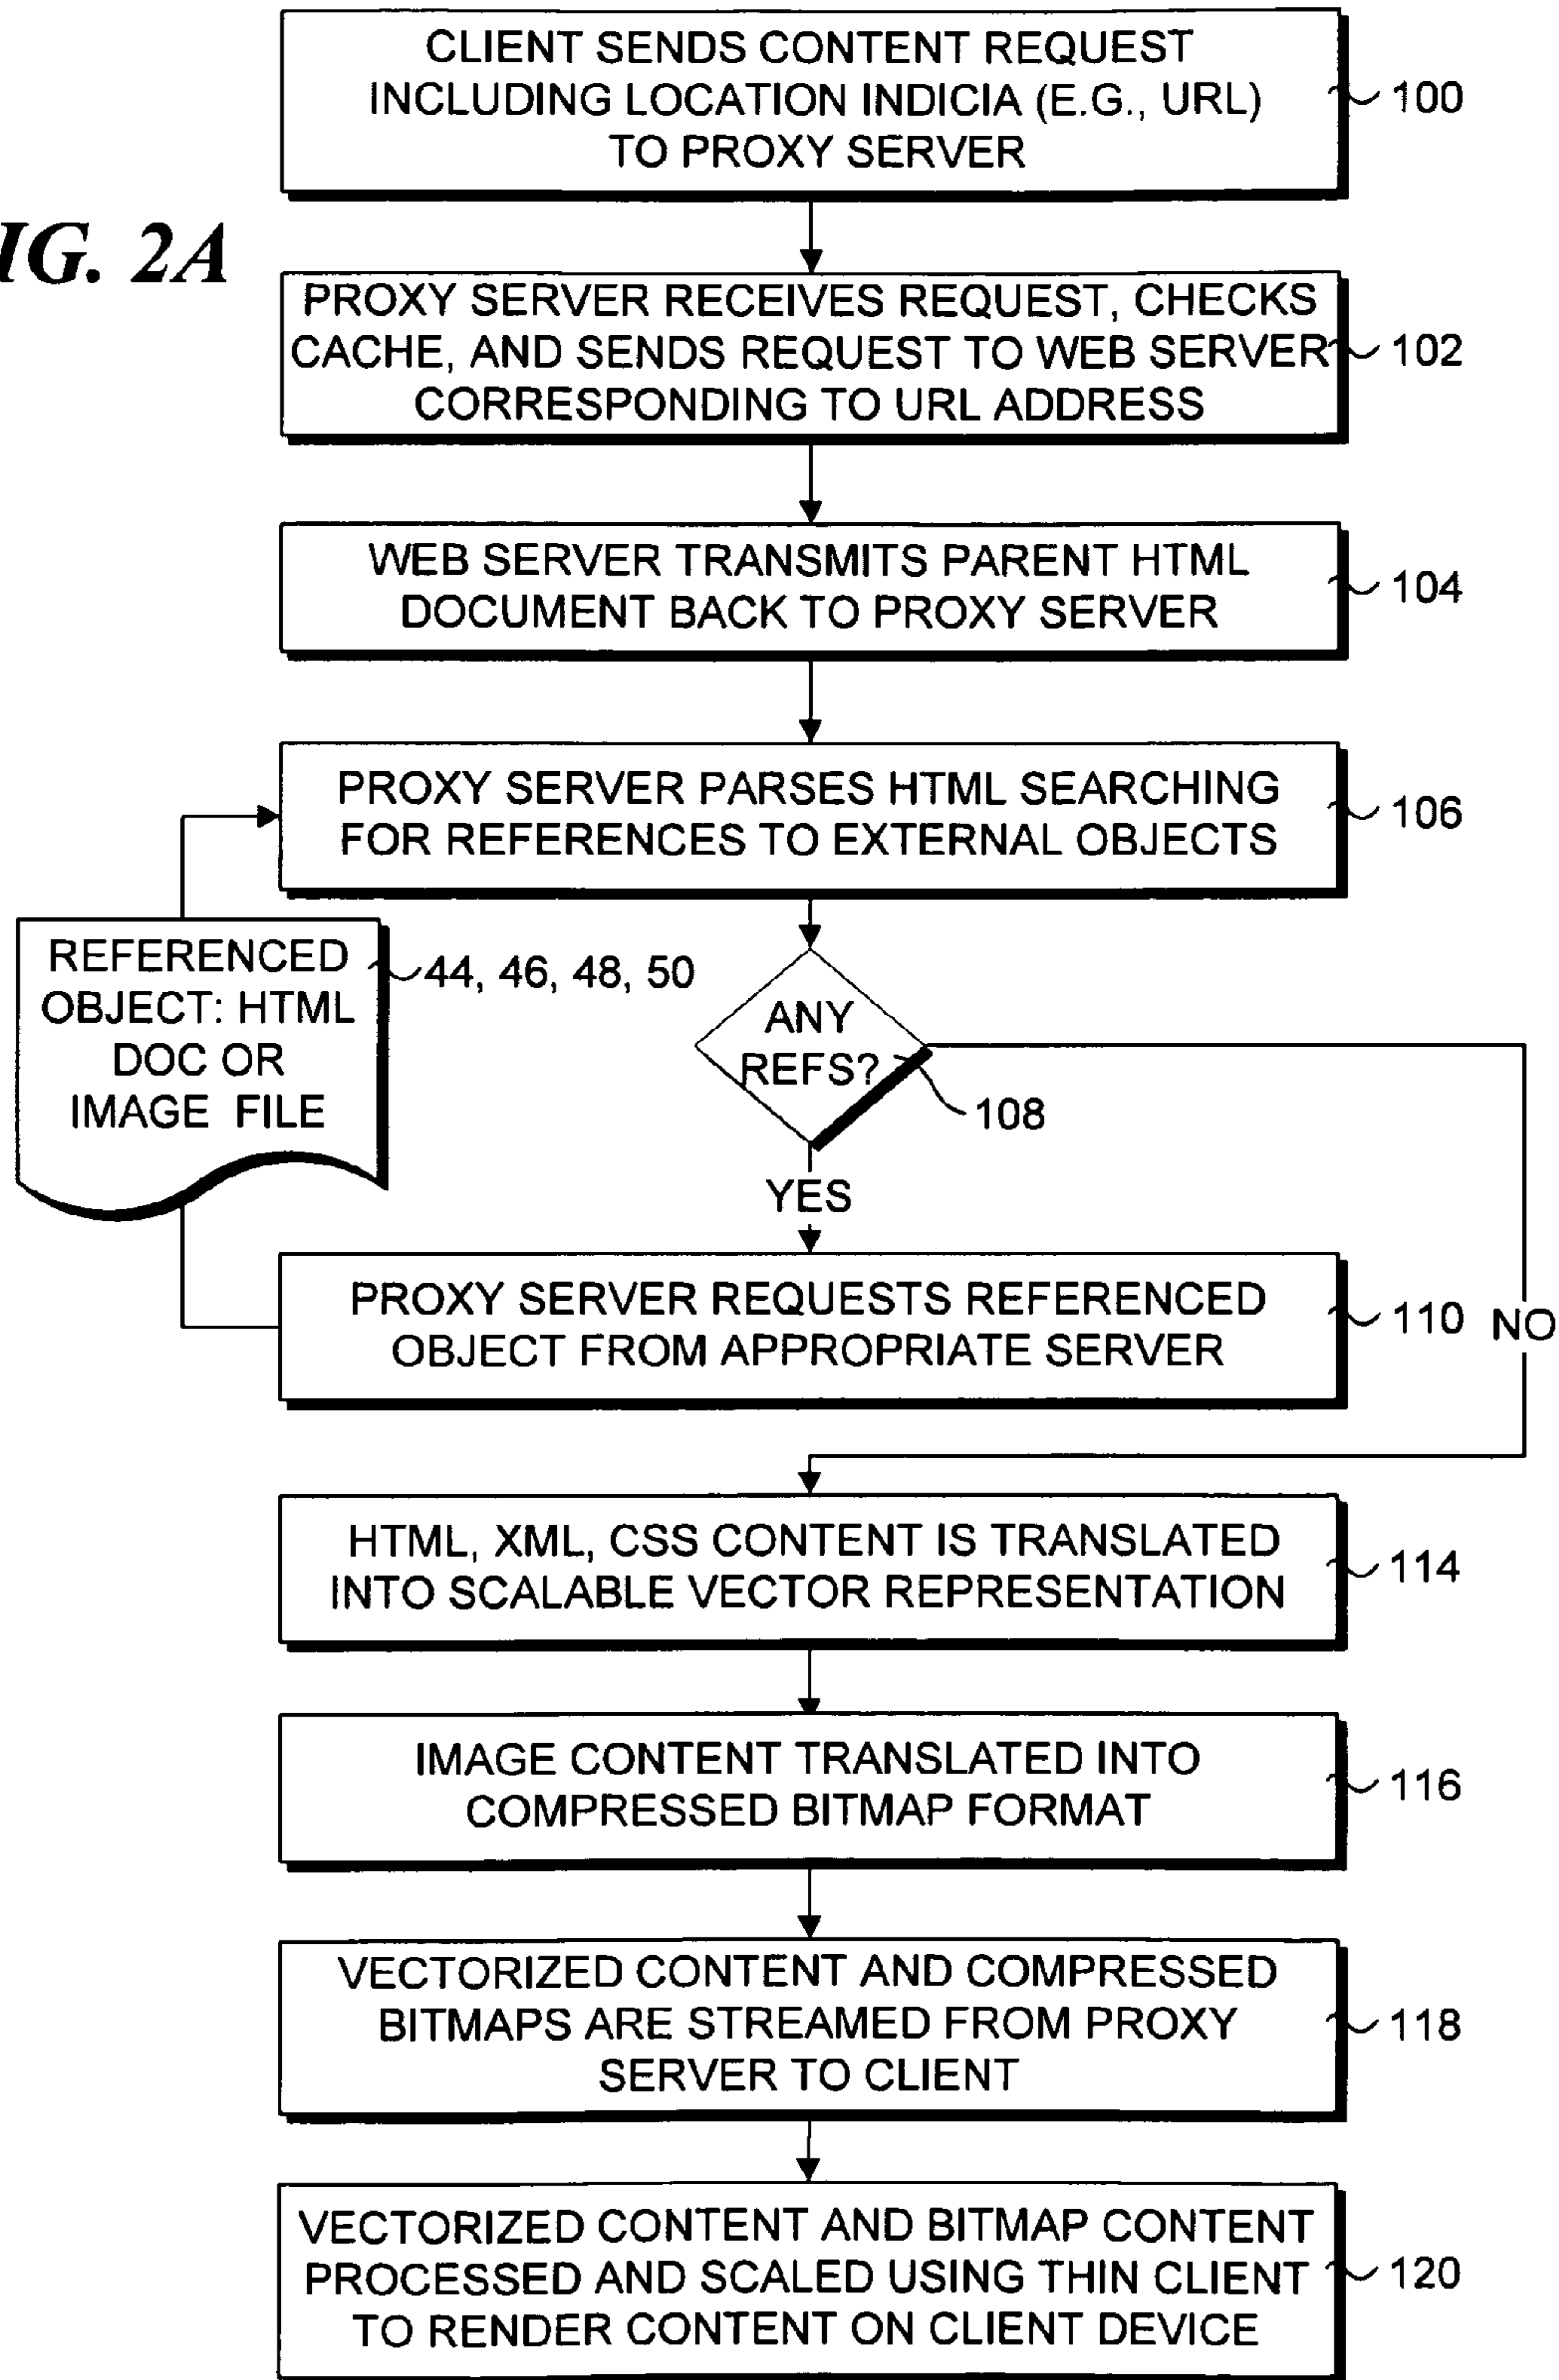 CLIENT SENDS CONTENT REQUEST
INCLUDING LOCATION INDICIA (E.G., URL)
TO PROXY SERVER
100
IG. 2A
PROXY SERVER RECEIVES REQUEST, CHECKS
CACHE, AND SENDS REQUEST TO WEB SERVER
CORRESPONDING TO URL ADDRESS
102
WEB SERVER TRANSMITS PARENT HTML
DOCUMENT BACK TO PROXY SERVER
104
PROXY SERVER PARSES HTML SEARCHING
FOR REFERENCES TO EXTERNAL OBJECTS
106
REFERENCED
OBJECT: HTML
DOC OR
IMAGE FILE
44, 46, 48, 50
ANY
REFS?
108
YES
PROXY SERVER REQUESTS REFERENCED
OBJECT FROM APPROPRIATE SERVER
110
NO
HTML, XML, CSS CONTENT IS TRANSLATED
INTO SCALABLE VECTOR REPRESENTATION
114
IMAGE CONTENT TRANSLATED INTO
COMPRESSED BITMAP FORMAT
116
VECTORIZED CONTENT AND COMPRESSED
BITMAPS ARE STREAMED FROM PROXY
SERVER TO CLIENT
118
VECTORIZED CONTENT AND BITMAP CONTENT
PROCESSED AND SCALED USING THIN CLIENT
TO RENDER CONTENT ON CLIENT DEVICE
120